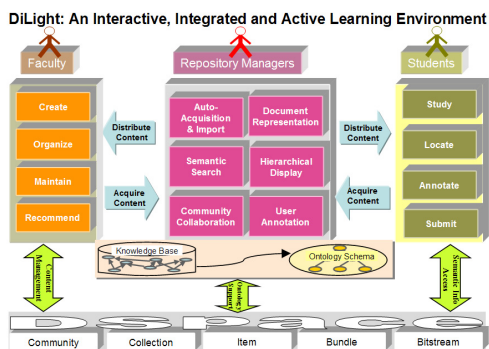 DiLight: An Interactive, Integrated and Active Learning Environment
Faculty
Repository Managers
Students
Create
Organize
Maintain
Recommend
Distribute
Content
Acquire
Content
Auto-
Acquisition
& Import
Document
Representation
Semantic
Search
Hierarchical
Display
Community
Collaboration
User
Annotation
Distribute
Content
Acquire
Content
Study
Locate
Annotate
Submit
Knowledge Base
Ontology Schema
Content
Management
Ontology
Support
Semantic Info
Access
Community
Collection
Item
Bundle
Bitstream